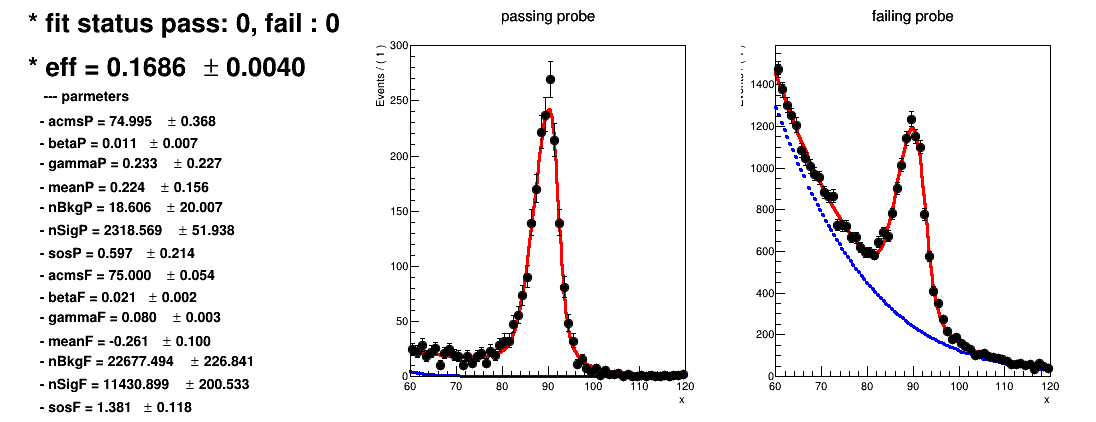 * fit status pass: 0, fail : 0
* eff = 0.1686 ± 0.0040
--- parmeters
- acmsP = 74.995 ± 0.368
- betaP = 0.011 ± 0.007
- gammaP = 0.233 ± 0.227
- meanP = 0.224 ± 0.156
- nBkgP = 18.606 ± 20.007
- nSigP = 2318.569 ± 51.938
- sosP = 0.597 ± 0.214
- acmsF = 75.000 ± 0.054
- betaF = 0.021 ± 0.002
- gammaF = 0.080 ± 0.003
- meanF = -0.261 ± 0.100
- nBkgF = 22677.494 ± 226.841
- nSigF = 11430.899 ± 200.533
- sosF = 1.381 ± 0.118
passing probe
Events / ( 1 )
300
250
200
150
100
50
0
60 70 80 90 100 110 120
x
failing probe
1400
1200
1000
800
600
400
200
0
60 70 80 90 100 110 120
x